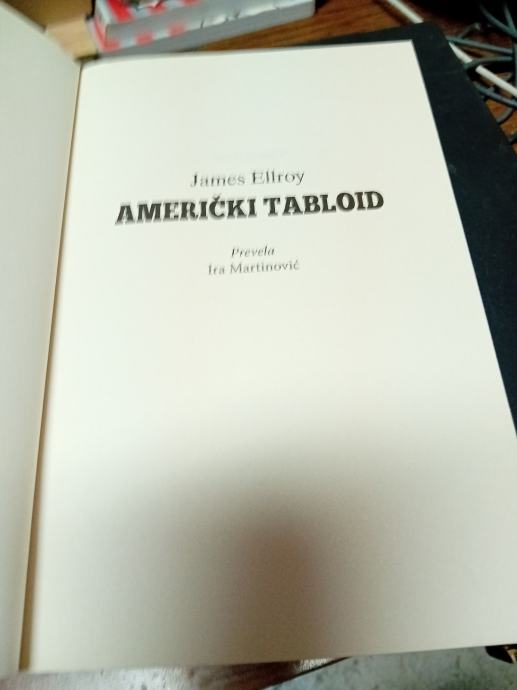 James Ellroy
AMERIČKI TABLOID
Prevela
Ira Martinović